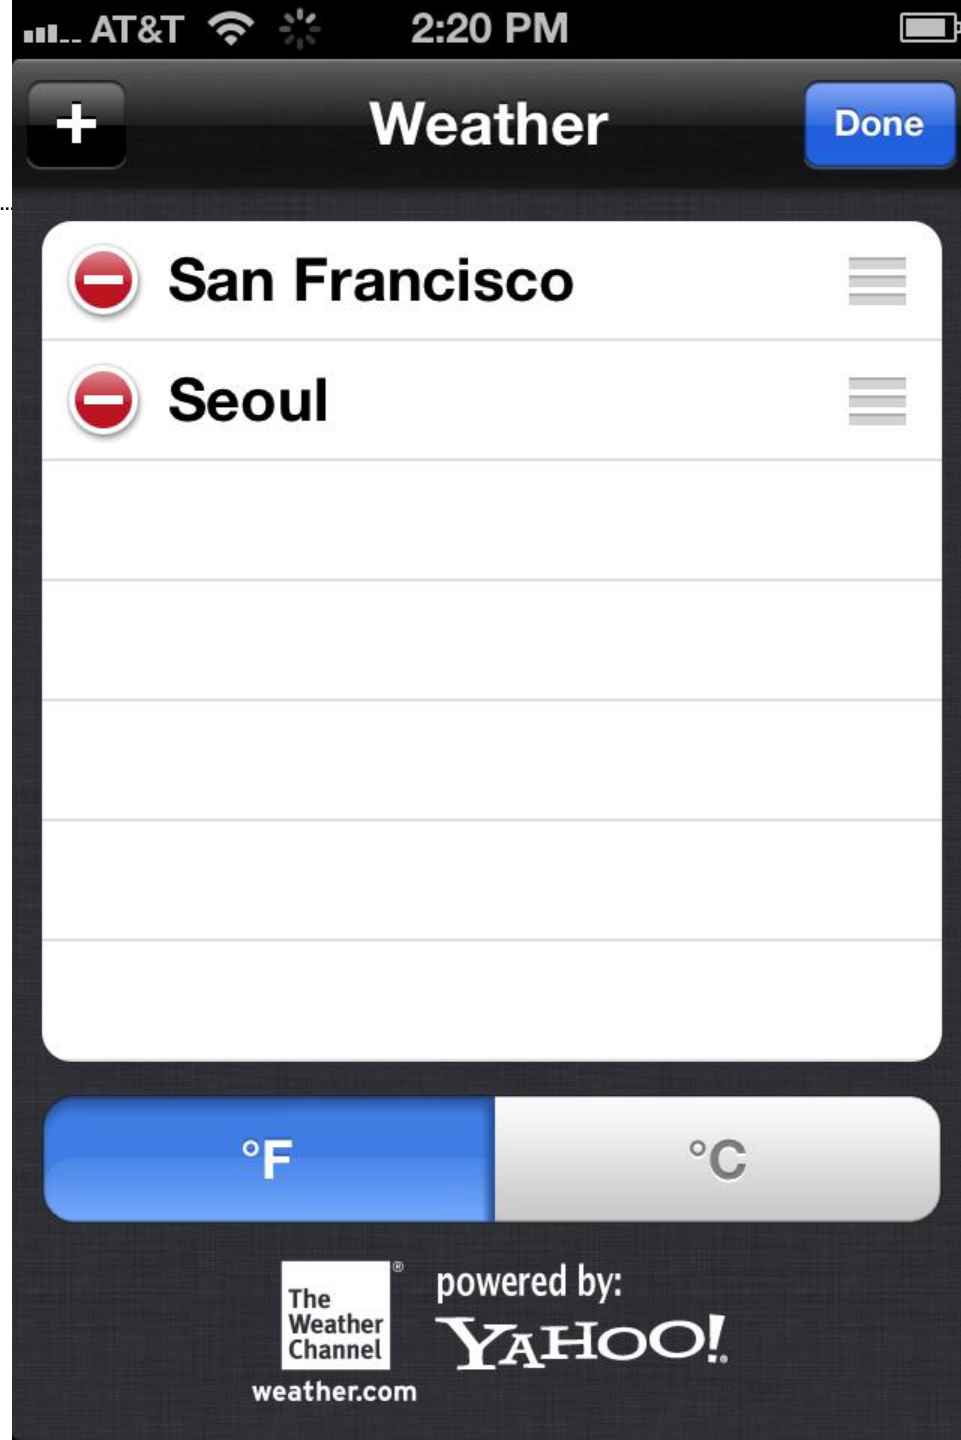 AT&T 2:20 PM
+ Weather Done
San Francisco
Seoul
°F °C
The
Weather
Channel
®
weather.com
powered by:
YAHOO!